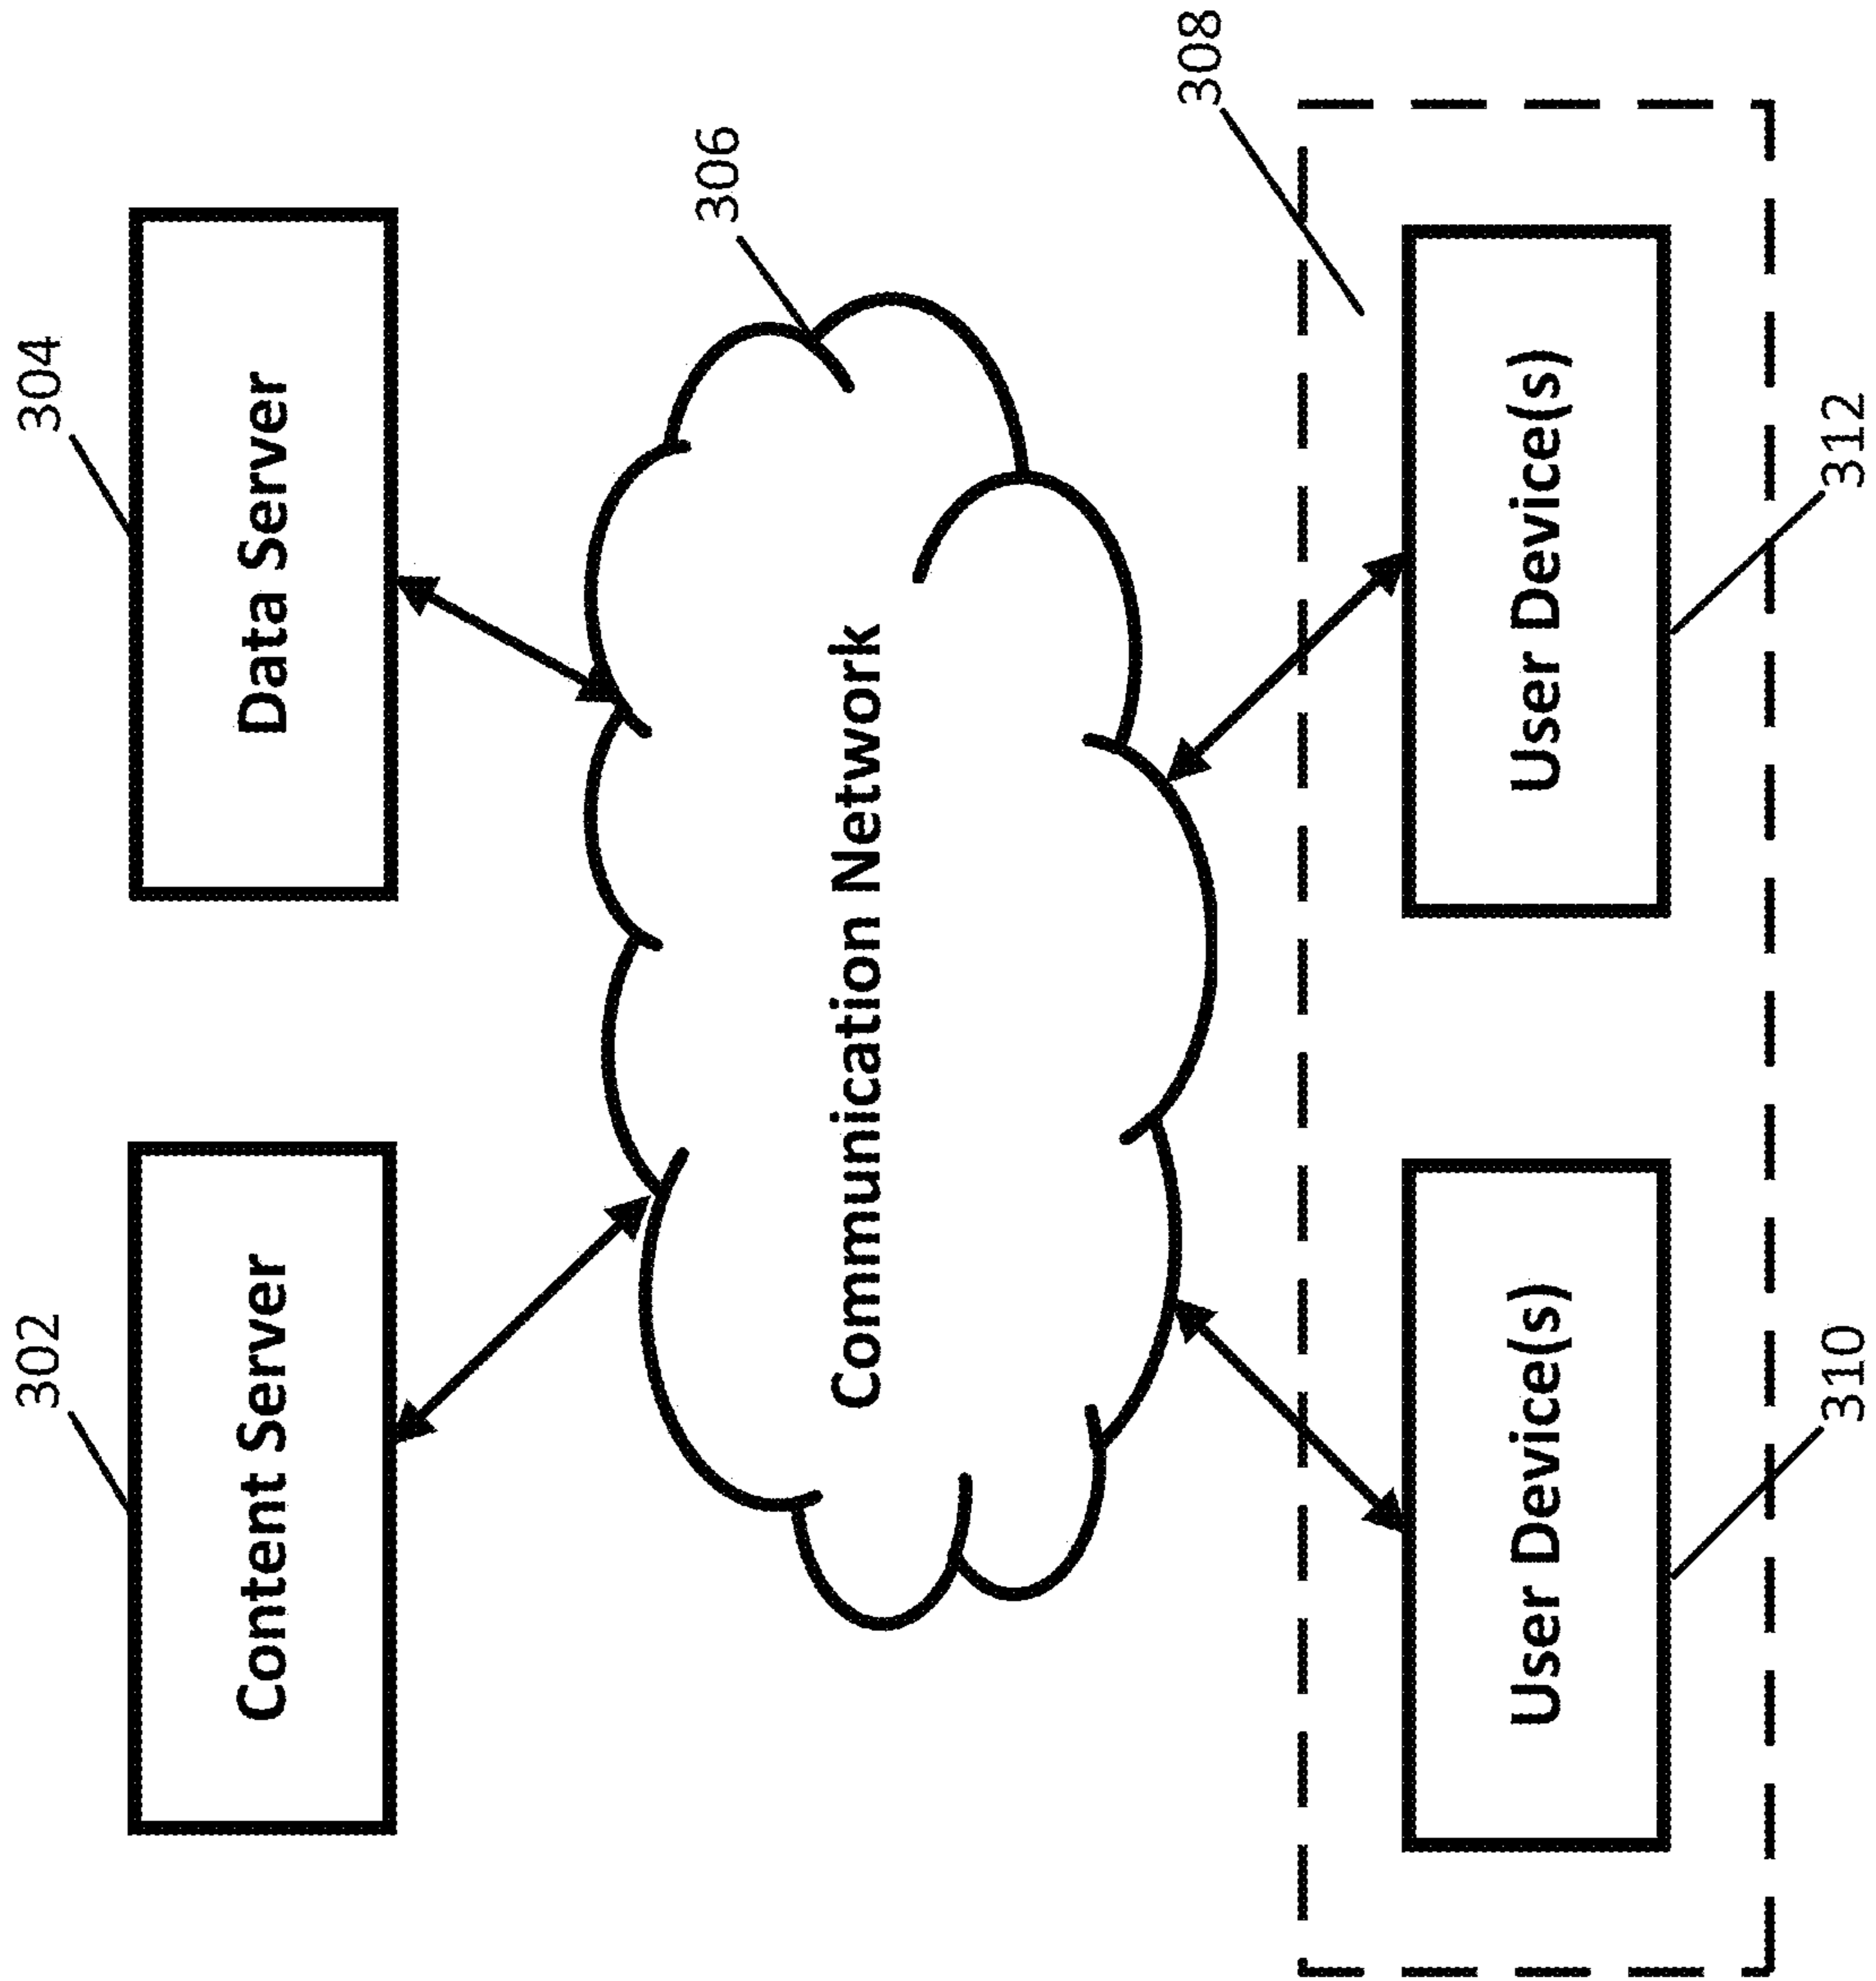 302
304
Content Server
Data Server
306
Communication Network
308
User Device(s)
User Device(s)
310
312